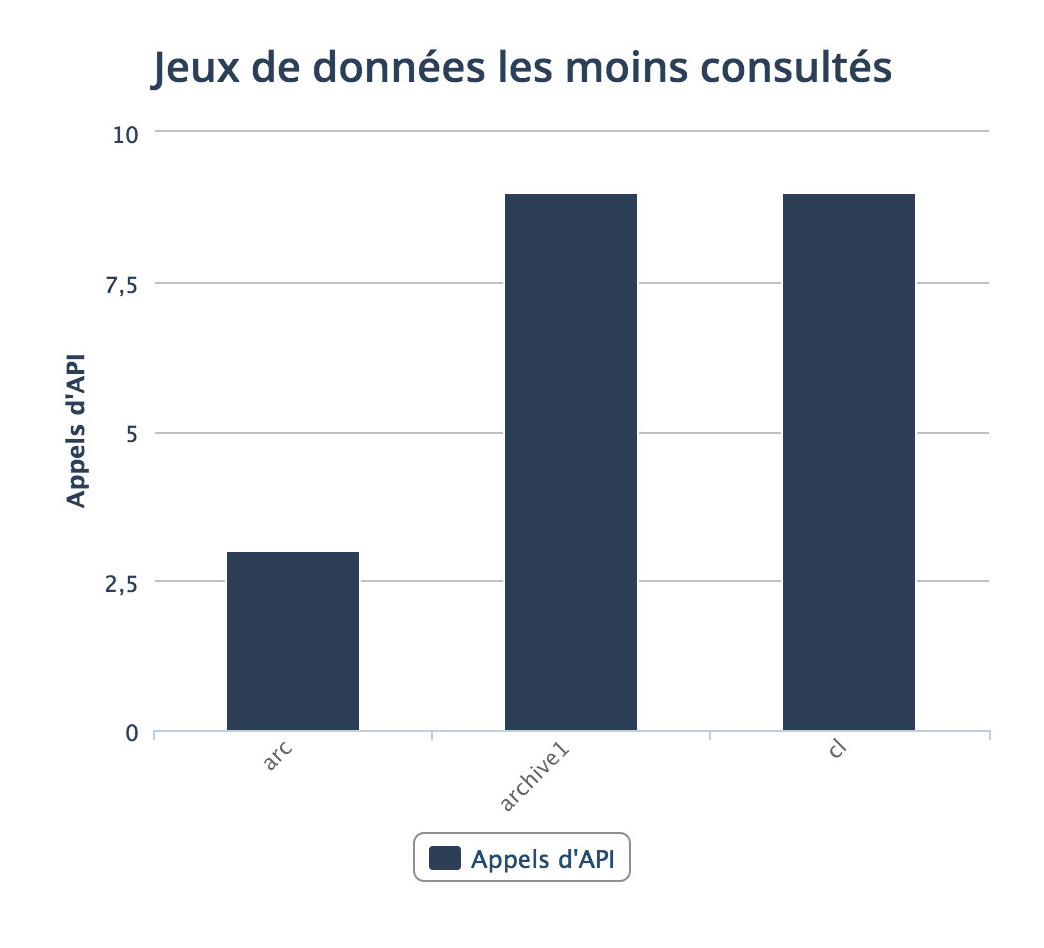 Jeux de données les moins consultés
10
7,5
5
2,5
0
Appels d'API
arc
archive1
cl
Appels d'API